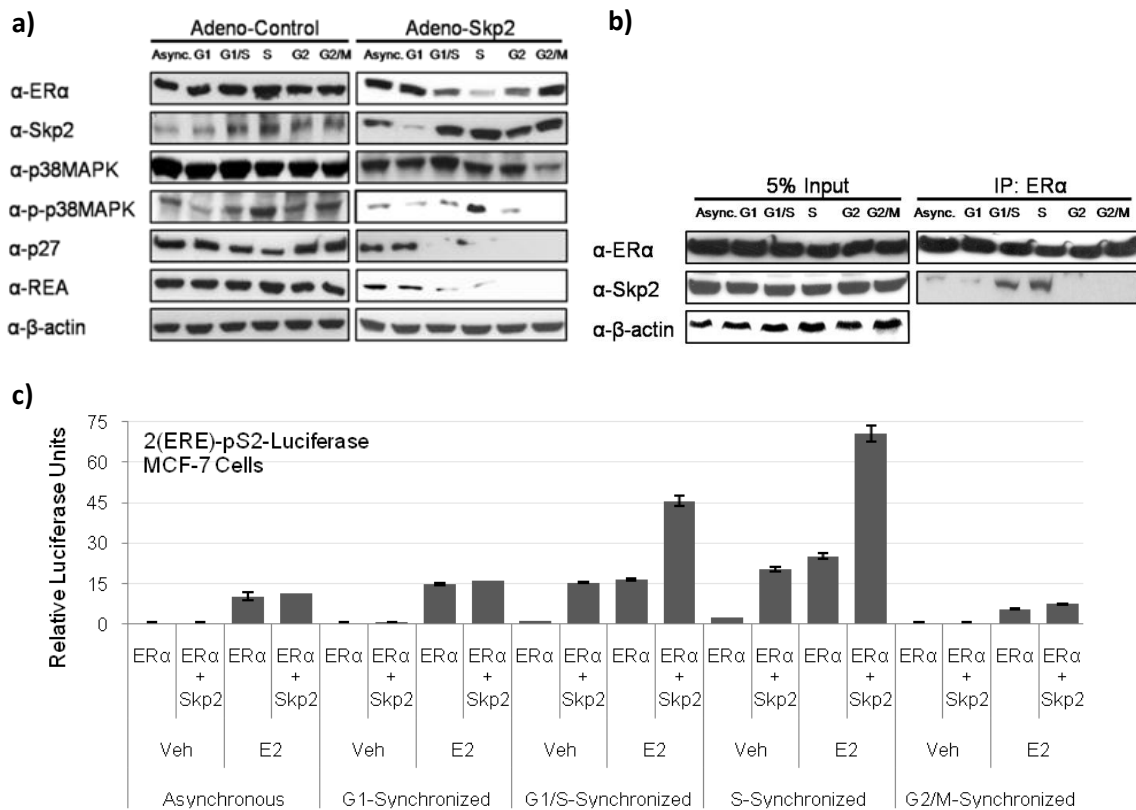 a)
Adeno-Control Adeno-Skp2
Async. G1 G1/S S G2 G2/M Async. G1 G1/S S G2 G2/M
α-ERα
α-Skp2
α-p38MAPK
α-p-p38MAPK
α-p27
α-REA
α-β-actin
b)
5% Input IP: ERα
Async. G1 G1/S S G2 G2/M Async. G1 G1/S S G2 G2/M
α-ERα
α-Skp2
α-β-actin
c)
Relative Luciferase Units
75
60
45
30
15
0
2(ERE)-pS2-Luciferase
MCF-7 Cells
ERα ERα ERα ERα ERα ERα ERα ERα ERα ERα ERα ERα ERα ERα ERα ERα ERα ERα ERα ERα
+ + + + + + + + + +
Skp2 Skp2 Skp2 Skp2 Skp2 Skp2 Skp2 Skp2 Skp2 Skp2
Veh E2 Veh E2 Veh E2 Veh E2 Veh E2
Asynchronous G1-Synchronized G1/S-Synchronized S-Synchronized G2/M-Synchronized